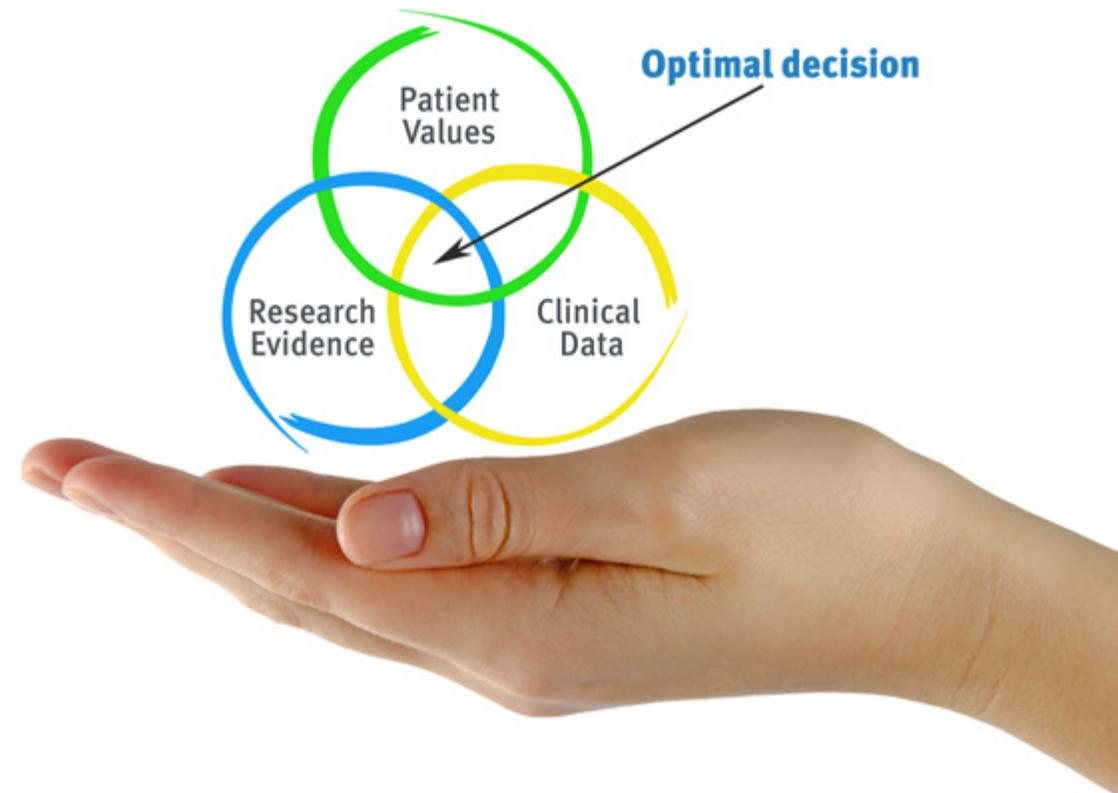 Optimal decision
Patient
Values
Research
Evidence
Clinical
Data